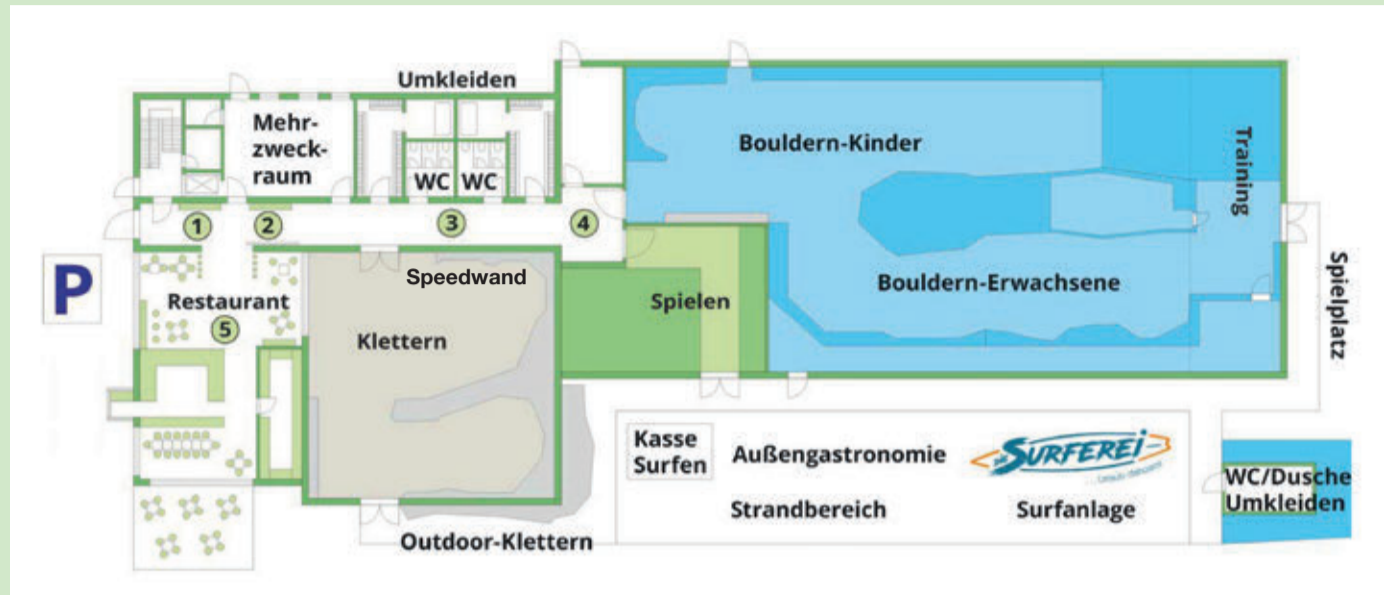 Umkleiden
Mehr-
zweck-
raum
WC
WC
1
2
3
4
P
Restaurant
5
Speedwand
Klettern
Spielen
Bouldern-Kinder
Bouldern-Erwachsene
Training
Spielplatz
Kasse
Surfen
Außengastronomie
SURFEREI
Strandbereich
Surfanlage
WC/Dusche
Umkleiden
Outdoor-Klettern